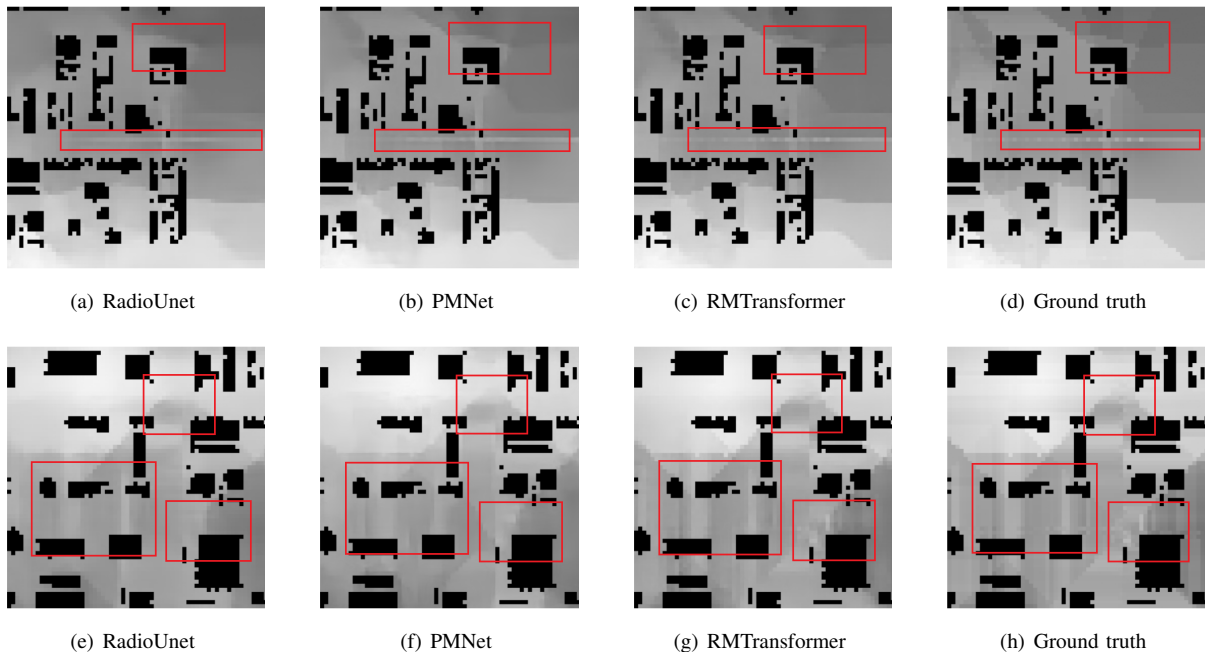 (a) RadioUnet
(b) PMNet
(c) RMTransformer
(d) Ground truth
(e) RadioUnet
(f) PMNet
(g) RMTransformer
(h) Ground truth